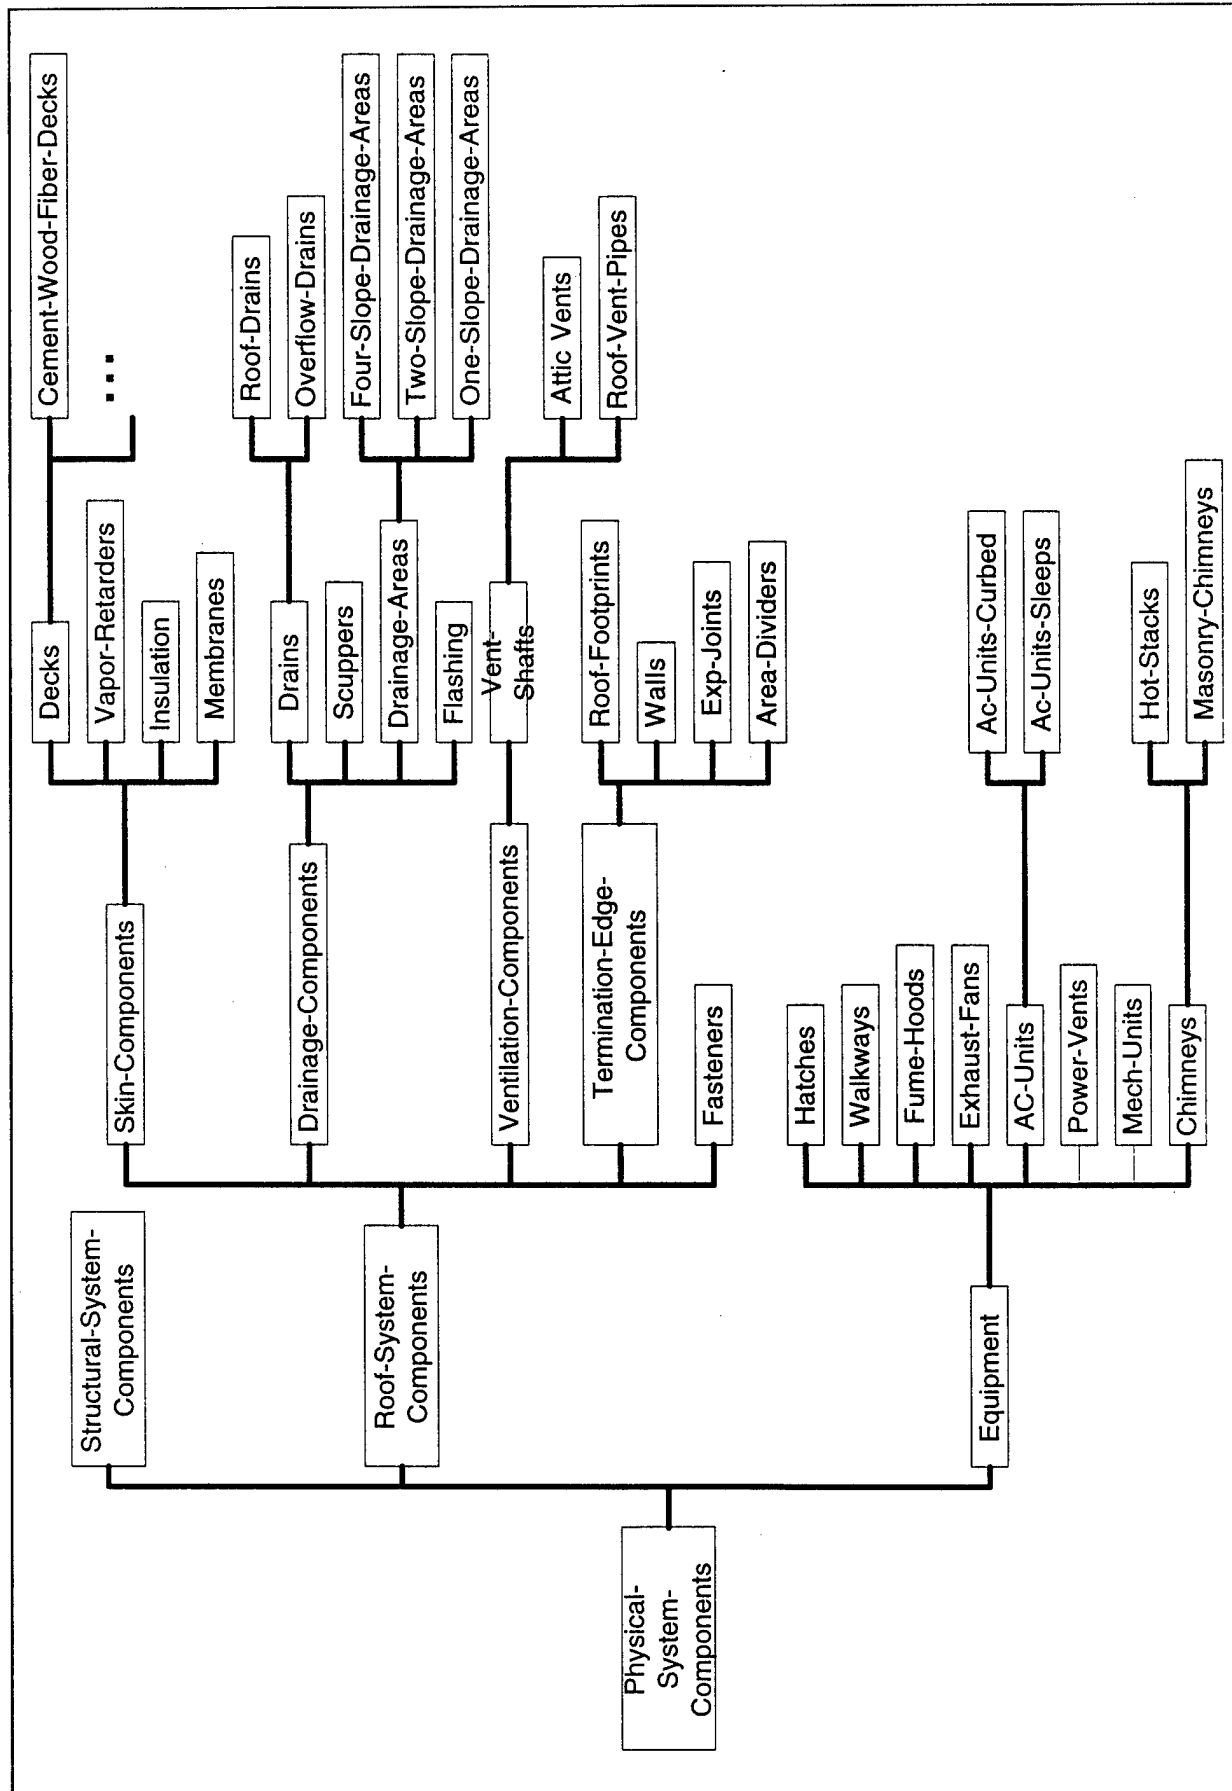 Physical-
System-
Components
Structural-System-
Components
Roof-System-
Components
Equipment
Skin-Components
Drainage-Components
Ventilation-Components
Termination-Edge-
Components
Fasteners
Hatches
Walkways
Fume-Hoods
Exhaust-Fans
AC-Units
Power-Vents
Mech-Units
Chimneys
Decks
Vapor-Retarders
Insulation
Membranes
Drains
Scuppers
Drainage-Areas
Flashing
Vent-
Shafts
Roof-Footprints
Walls
Exp-Joints
Area-Dividers
Ac-Units-Curbed
Ac-Units-Sleeps
Hot-Stacks
Masonry-Chimneys
Cement-Wood-Fiber-Decks
...
Roof-Drains
Overflow-Drains
Four-Slope-Drainage-Areas
Two-Slope-Drainage-Areas
One-Slope-Drainage-Areas
Attic Vents
Roof-Vent-Pipes